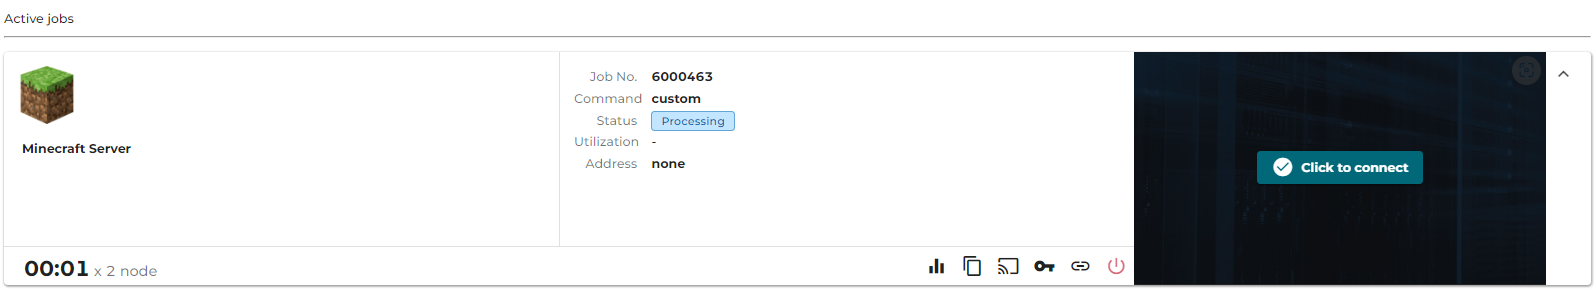 Active jobs
Minecraft Server
Job No. 6000463
Command custom
Status Processing
Utilization -
Address none
Click to connect
00:01 x 2 node